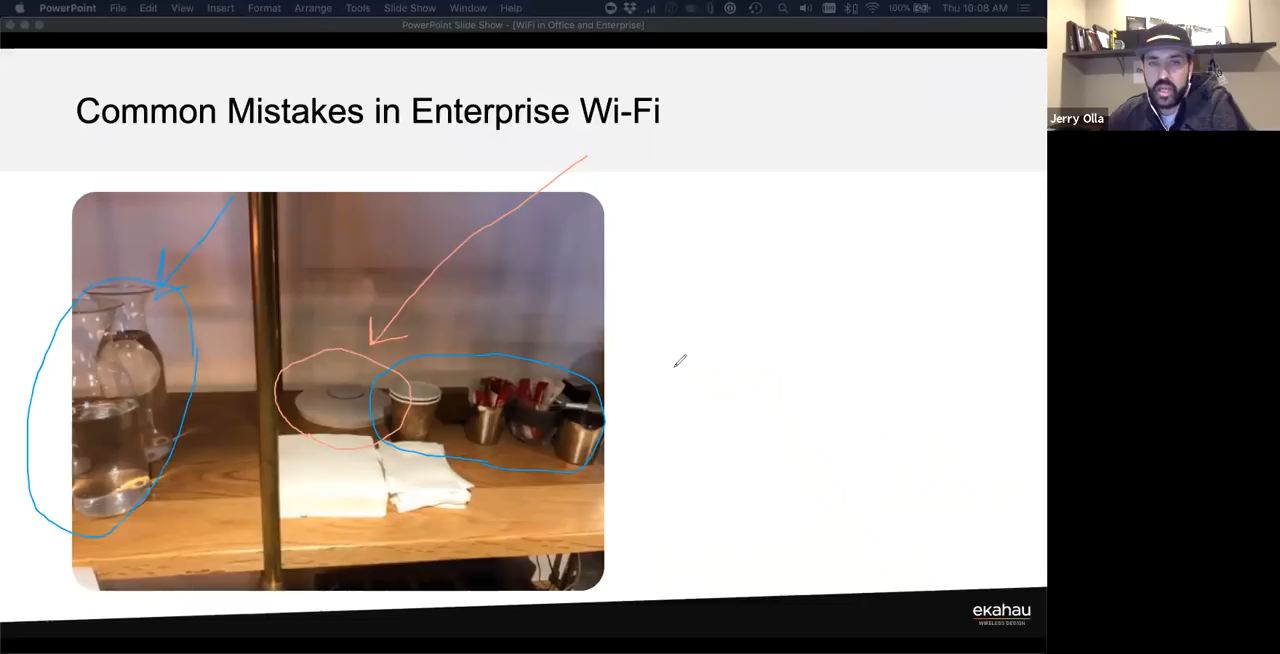 PowerPoint File Edit View Insert Format Arrange Tools Slide Show Window Help 100% Thu 10:08 AM
PowerPoint Slide Show - [WiFi in Office and Enterprise]
Common Mistakes in Enterprise Wi-Fi
Jerry Olla
ekahau
WIRELESS DESIGN